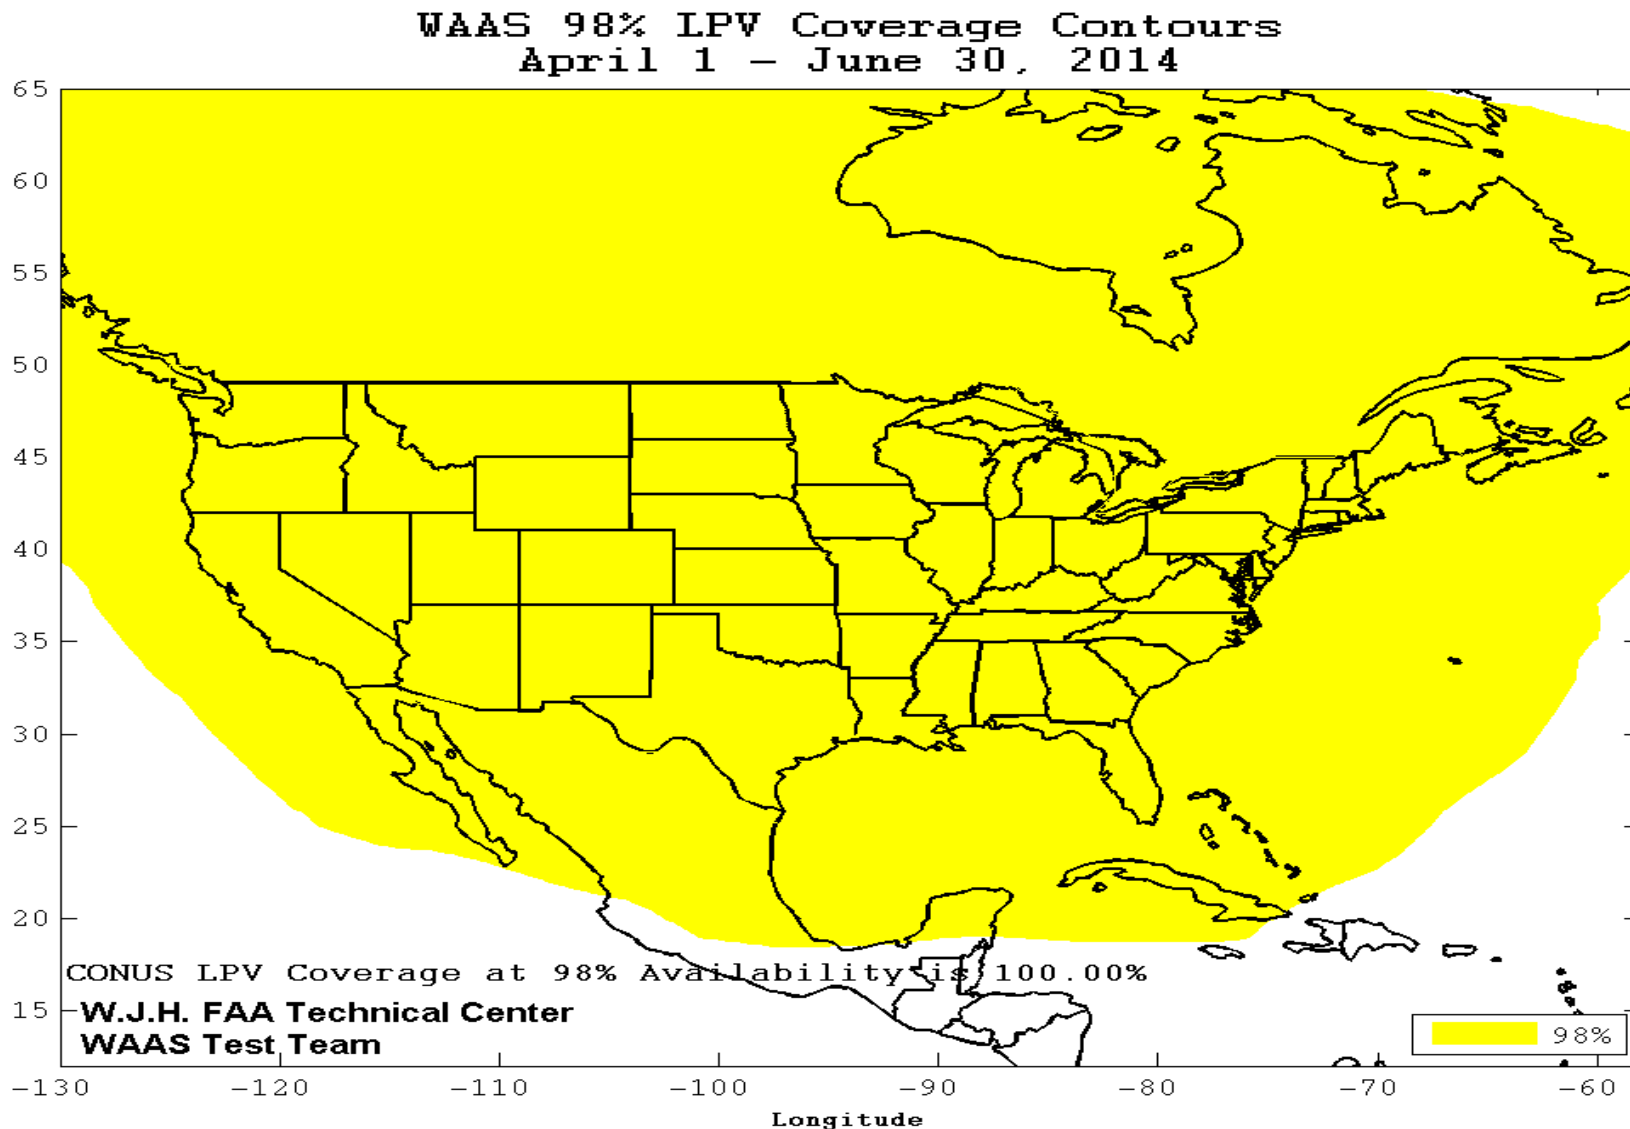 WAAS 98% LPV Coverage Contours
April 1 – June 30, 2014
65
60
55
50
45
40
35
30
25
20
15
CONUS LPV Coverage at 98% Availability is 100.00%
W.J.H. FAA Technical Center
WAAS Test Team
98%
-130 -120 -110 -100 -90 -80 -70 -60
Longitude